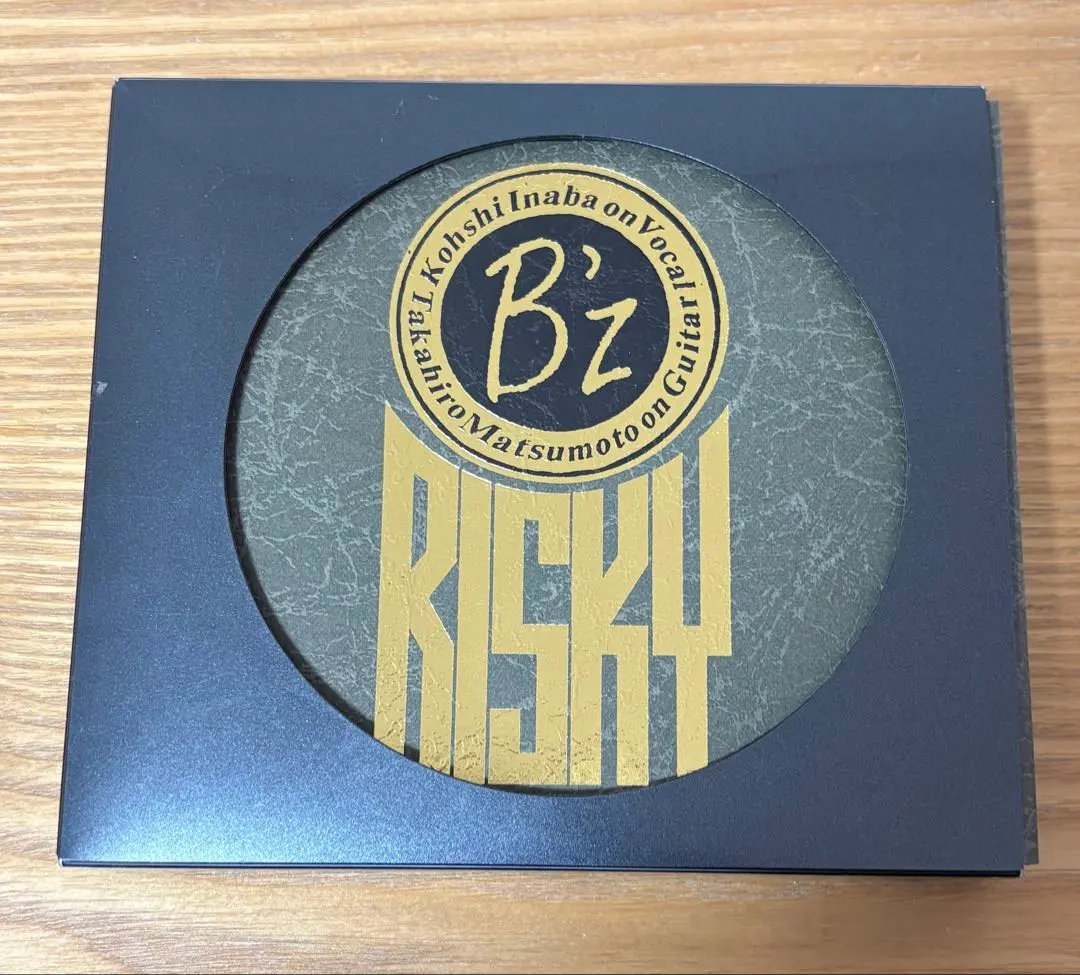 Kohshi Inaba on Vocal
Takahiro Matsumoto on Guitar
B'z
RISKY